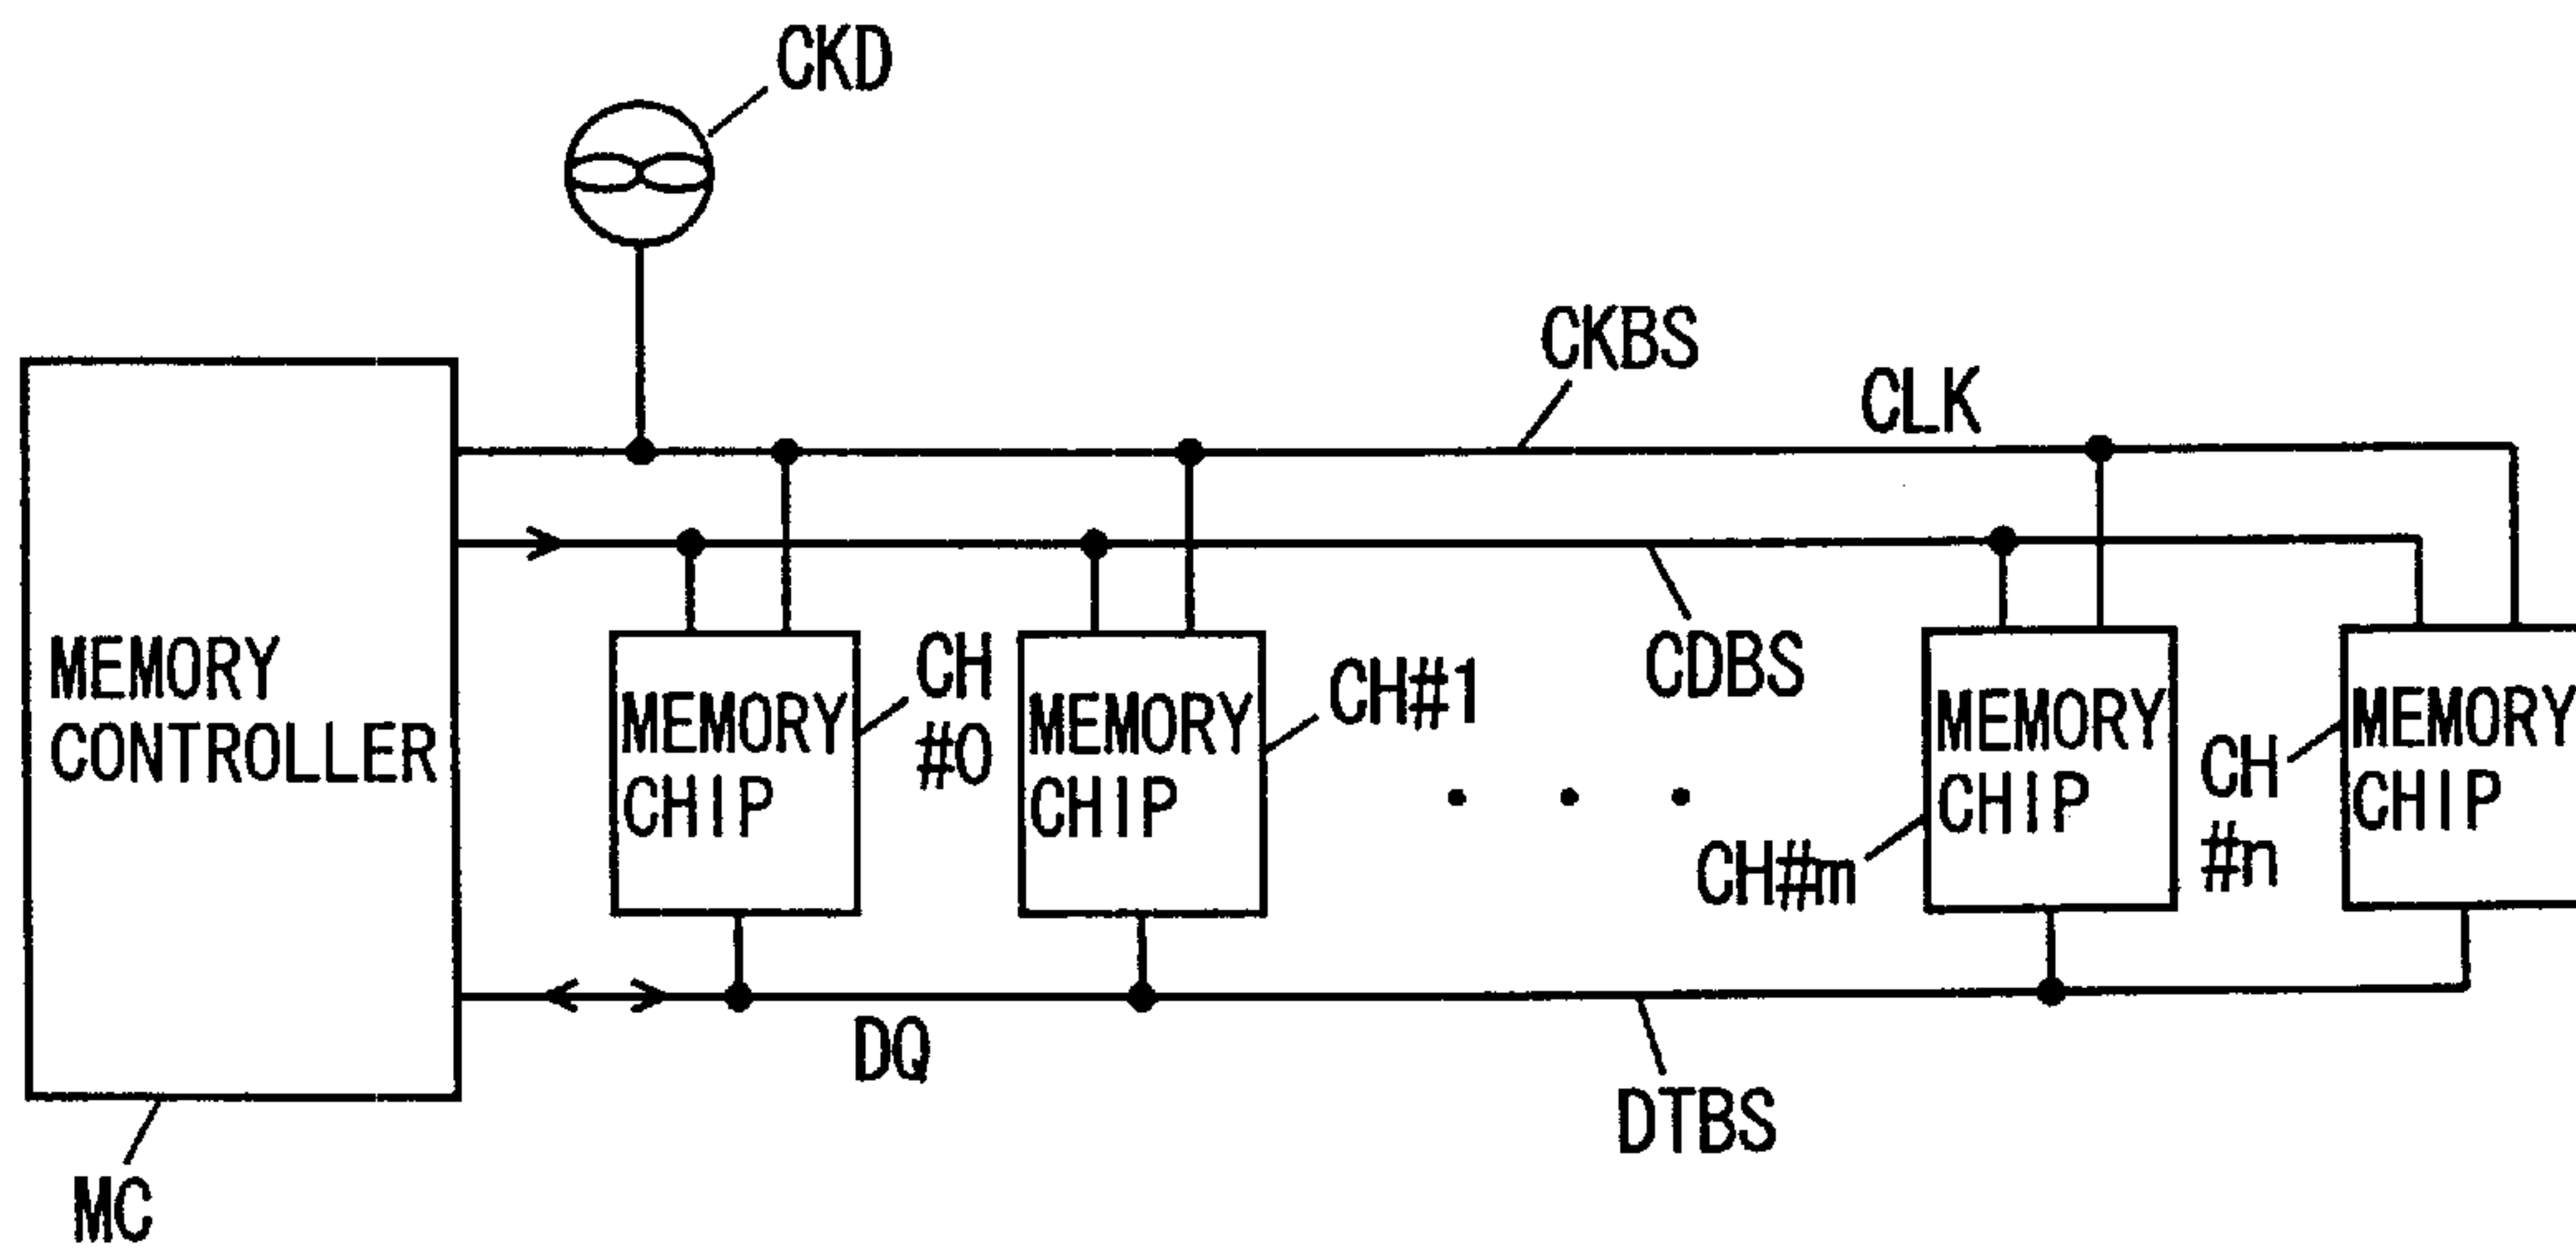 CKD
CKBS
CLK
MEMORY
CONTROLLER
MEMORY
CHIP
CH
#0
MEMORY
CHIP
CH#1
CDBS
MEMORY
CHIP
CH#m
CH
#n
MEMORY
CHIP
DQ
DTBS
MC